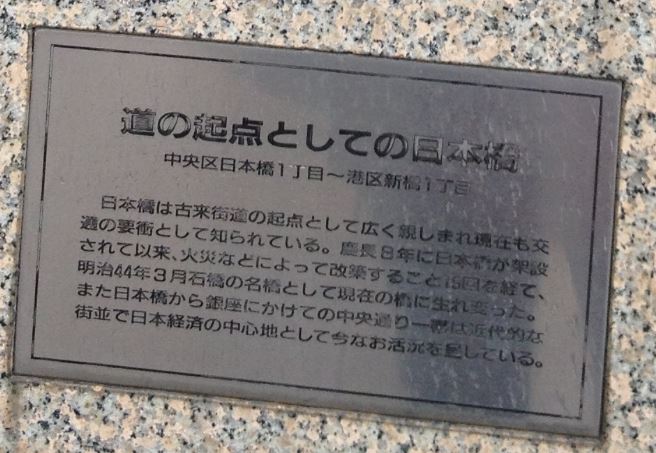 道の起点としての日本橋
中央区日本橋1丁目～港区新橋1丁目
日本橋は古来街道の起点として広く親しまれ現在も交
通の要衝として知られている。慶長8年に日本橋が架設
されて以来、火災などによって改築すること19回を経て、
明治44年3月石橋の名橋として現在の橋に生れ変った。
また日本橋から銀座にかけての中央通り一帯は近代的な
街並で日本経済の中心地として今なお活況を呈している。